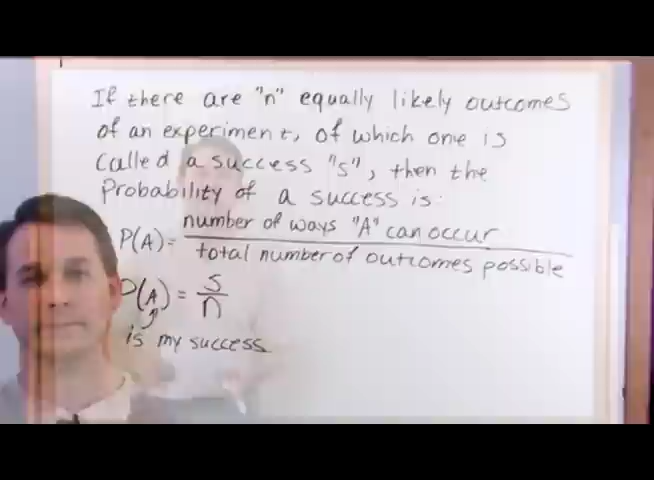 If there are "n" equally likely outcomes
of an experiment, of which one is
called a success "s", then the
Probability of a success is:
P(A) = number of ways "A" can occur / total number of outcomes possible
P(A) = s/n
is my success